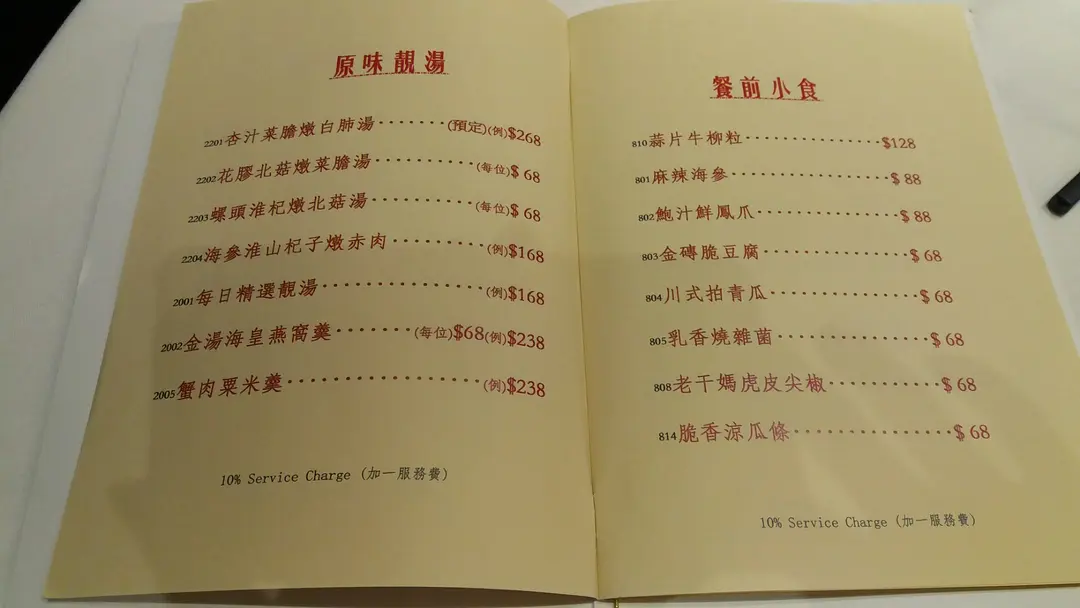 原味靚湯
2201杏汁菜膽燉白肺湯·······(預定)(例)$268
2202花膠北菇燉菜膽湯··········(每位)$ 68
2203螺頭淮杞燉北菇湯··········(每位)$ 68
2204海參淮山杞子燉赤肉·········(例)$168
2001每日精選靚湯···············(例)$168
2002金湯海皇燕窩羹·······(每位)$68(例)$238
2005蟹肉粟米羹··················(例)$238
10% Service Charge (加一服務費)
餐前小食
810蒜片牛柳粒··············$128
801麻辣海參················$ 88
802鮑汁鮮鳳爪··············$ 88
803金磚脆豆腐···············$ 68
804川式拍青瓜···············$ 68
805乳香燒雜菌···············$ 68
808老干媽虎皮尖椒···········$ 68
814脆香涼瓜條···············$ 68
10% Service Charge (加一服務費)